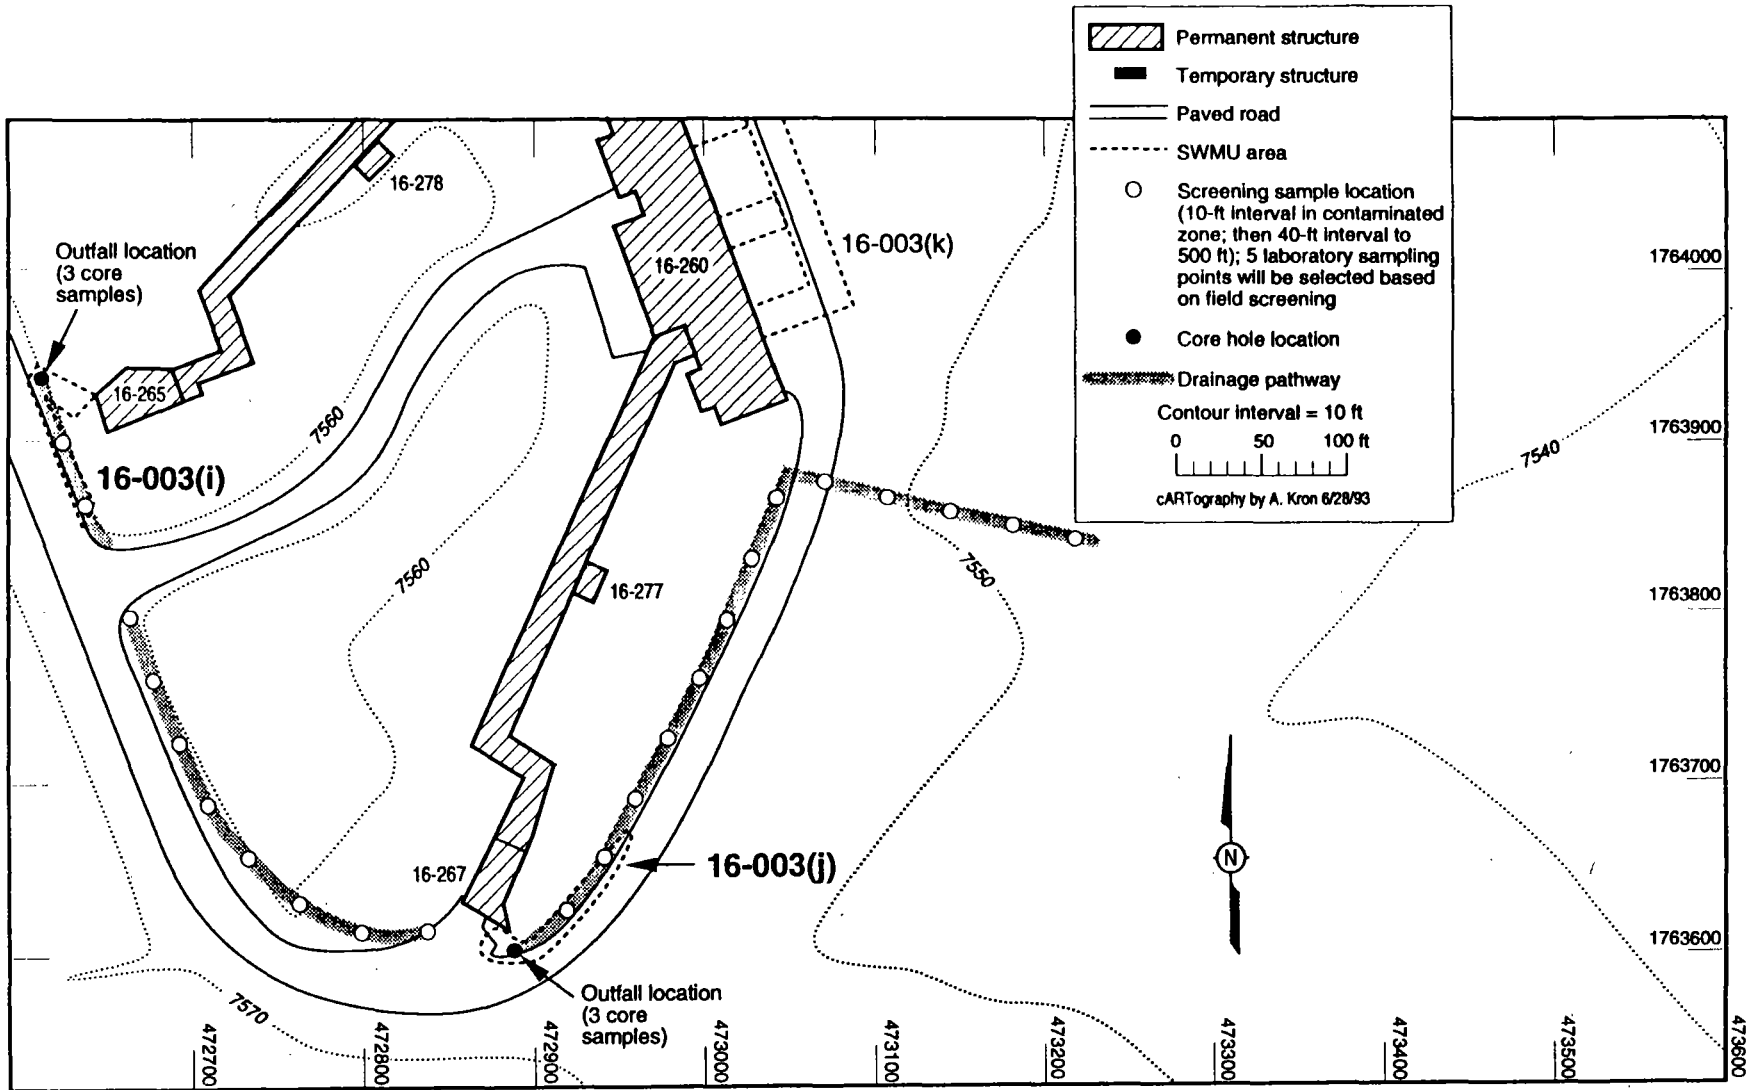 Permanent structure
Temporary structure
Paved road
SWMU area
Screening sample location
(10-ft interval in contaminated
zone; then 40-ft interval to
500 ft); 5 laboratory sampling
points will be selected based
on field screening
Core hole location
Drainage pathway
Contour interval = 10 ft
0 50 100 ft
cARTography by A. Kron 6/28/93
16-278
Outfall location
(3 core
samples)
16-260
16-003(k)
16-265
16-003(i)
7560
7560
16-277
7550
7540
16-267
16-003(j)
Outfall location
(3 core
samples)
7570
N
1764000
1763900
1763800
1763700
1763600
472700
472800
472900
473000
473100
473200
473300
473400
473500
473600